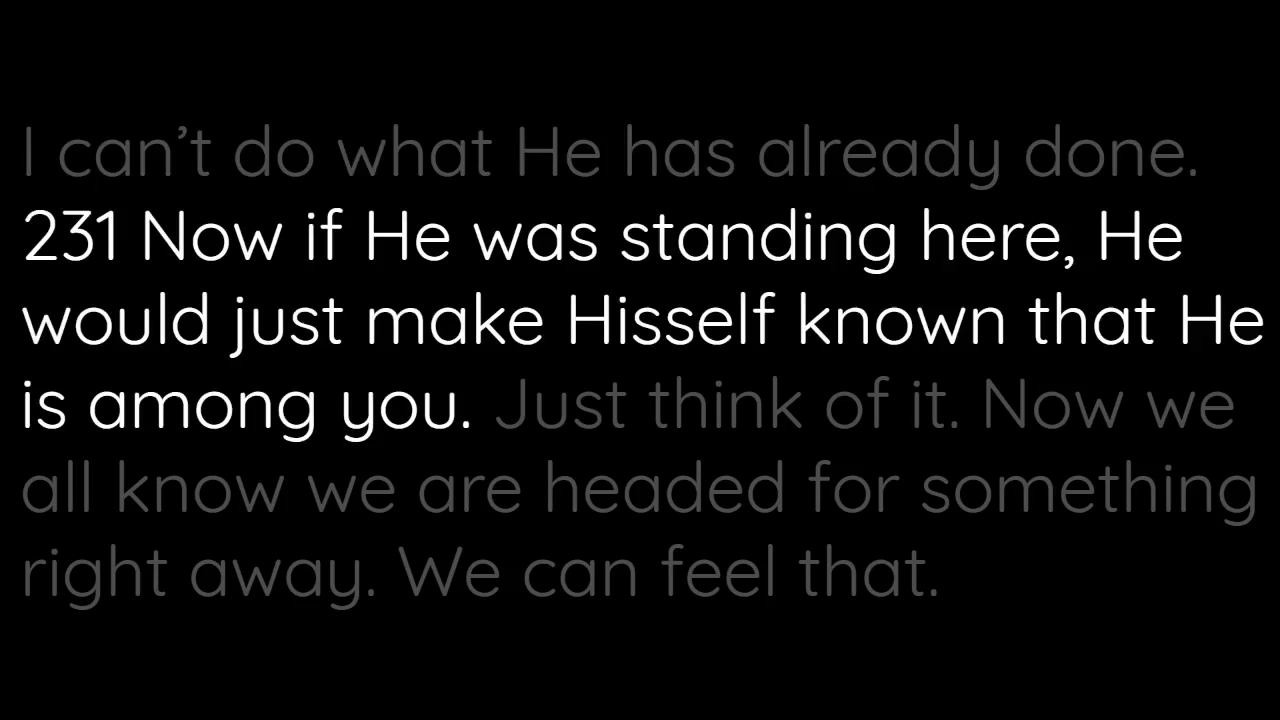 I can’t do what He has already done.
231 Now if He was standing here, He
would just make Hisself known that He
is among you. Just think of it. Now we
all know we are headed for something
right away. We can feel that.